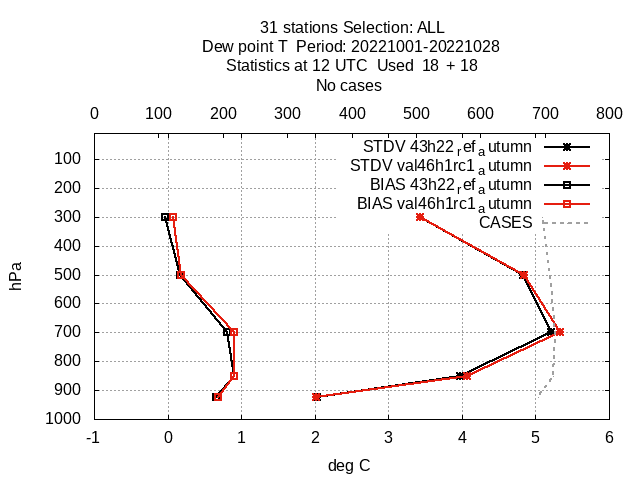 31 stations Selection: ALL
Dew point T  Period: 20221001-20221028
Statistics at 12 UTC  Used  18 + 18
No cases
0 100 200 300 400 500 600 700 800
STDV 43h22_ref_autumn
STDV val46h1rc1_autumn
BIAS 43h22_ref_autumn
BIAS val46h1rc1_autumn
CASES
100
200
300
400
500
600
700
800
900
1000
hPa
-1 0 1 2 3 4 5 6
deg C